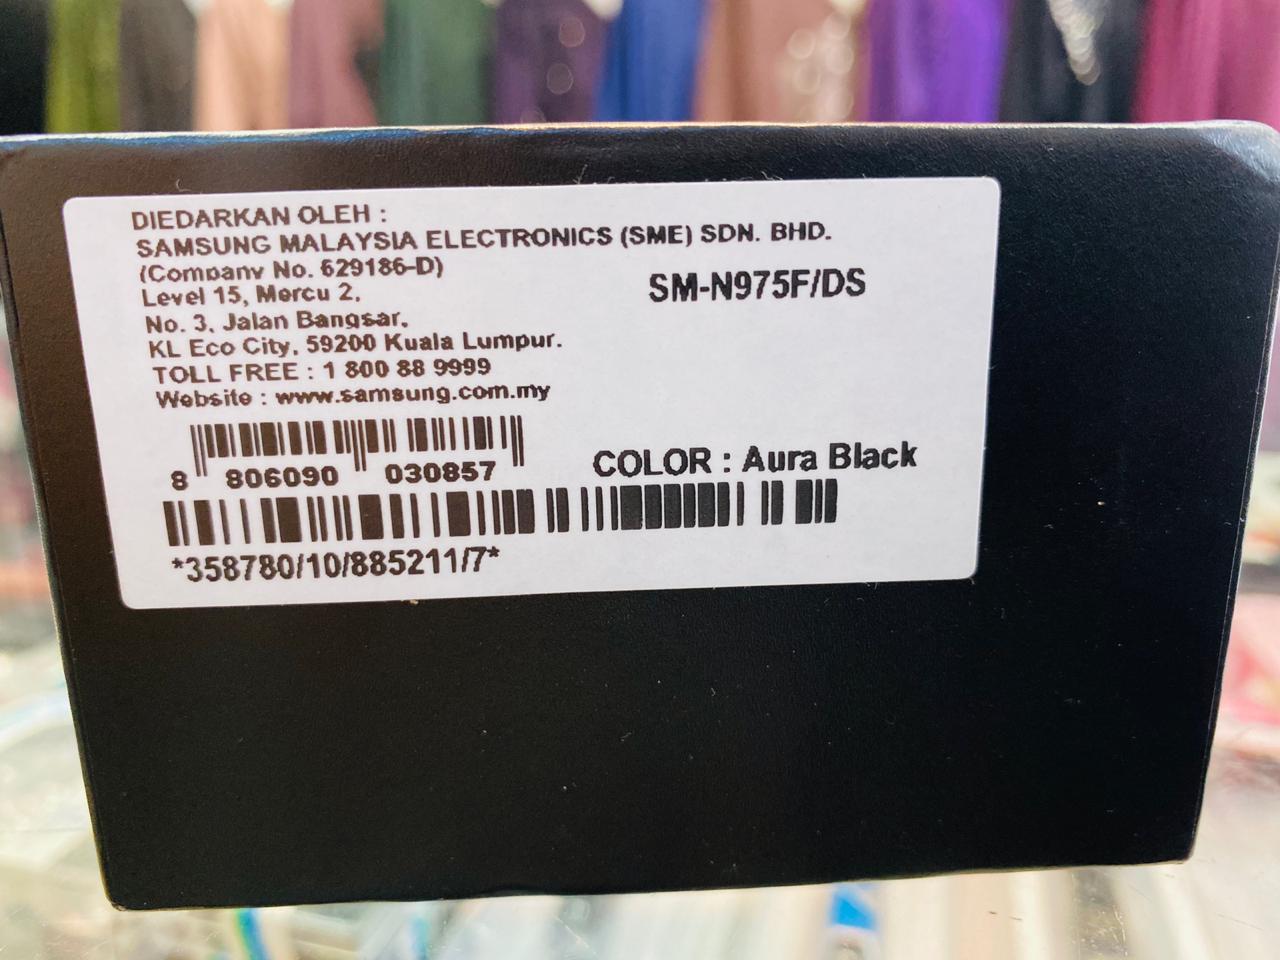 DIEDARKAN OLEH :
SAMSUNG MALAYSIA ELECTRONICS (SME) SDN. BHD.
(Company No. 629186-D)
SM-N975F/DS
Level 15, Mercu 2,
No. 3, Jalan Bangsar,
KL Eco City, 59200 Kuala Lumpur.
TOLL FREE : 1 800 88 9999
Website : www.samsung.com.my
COLOR : Aura Black
8 806090 030857
*358780/10/885211/7*